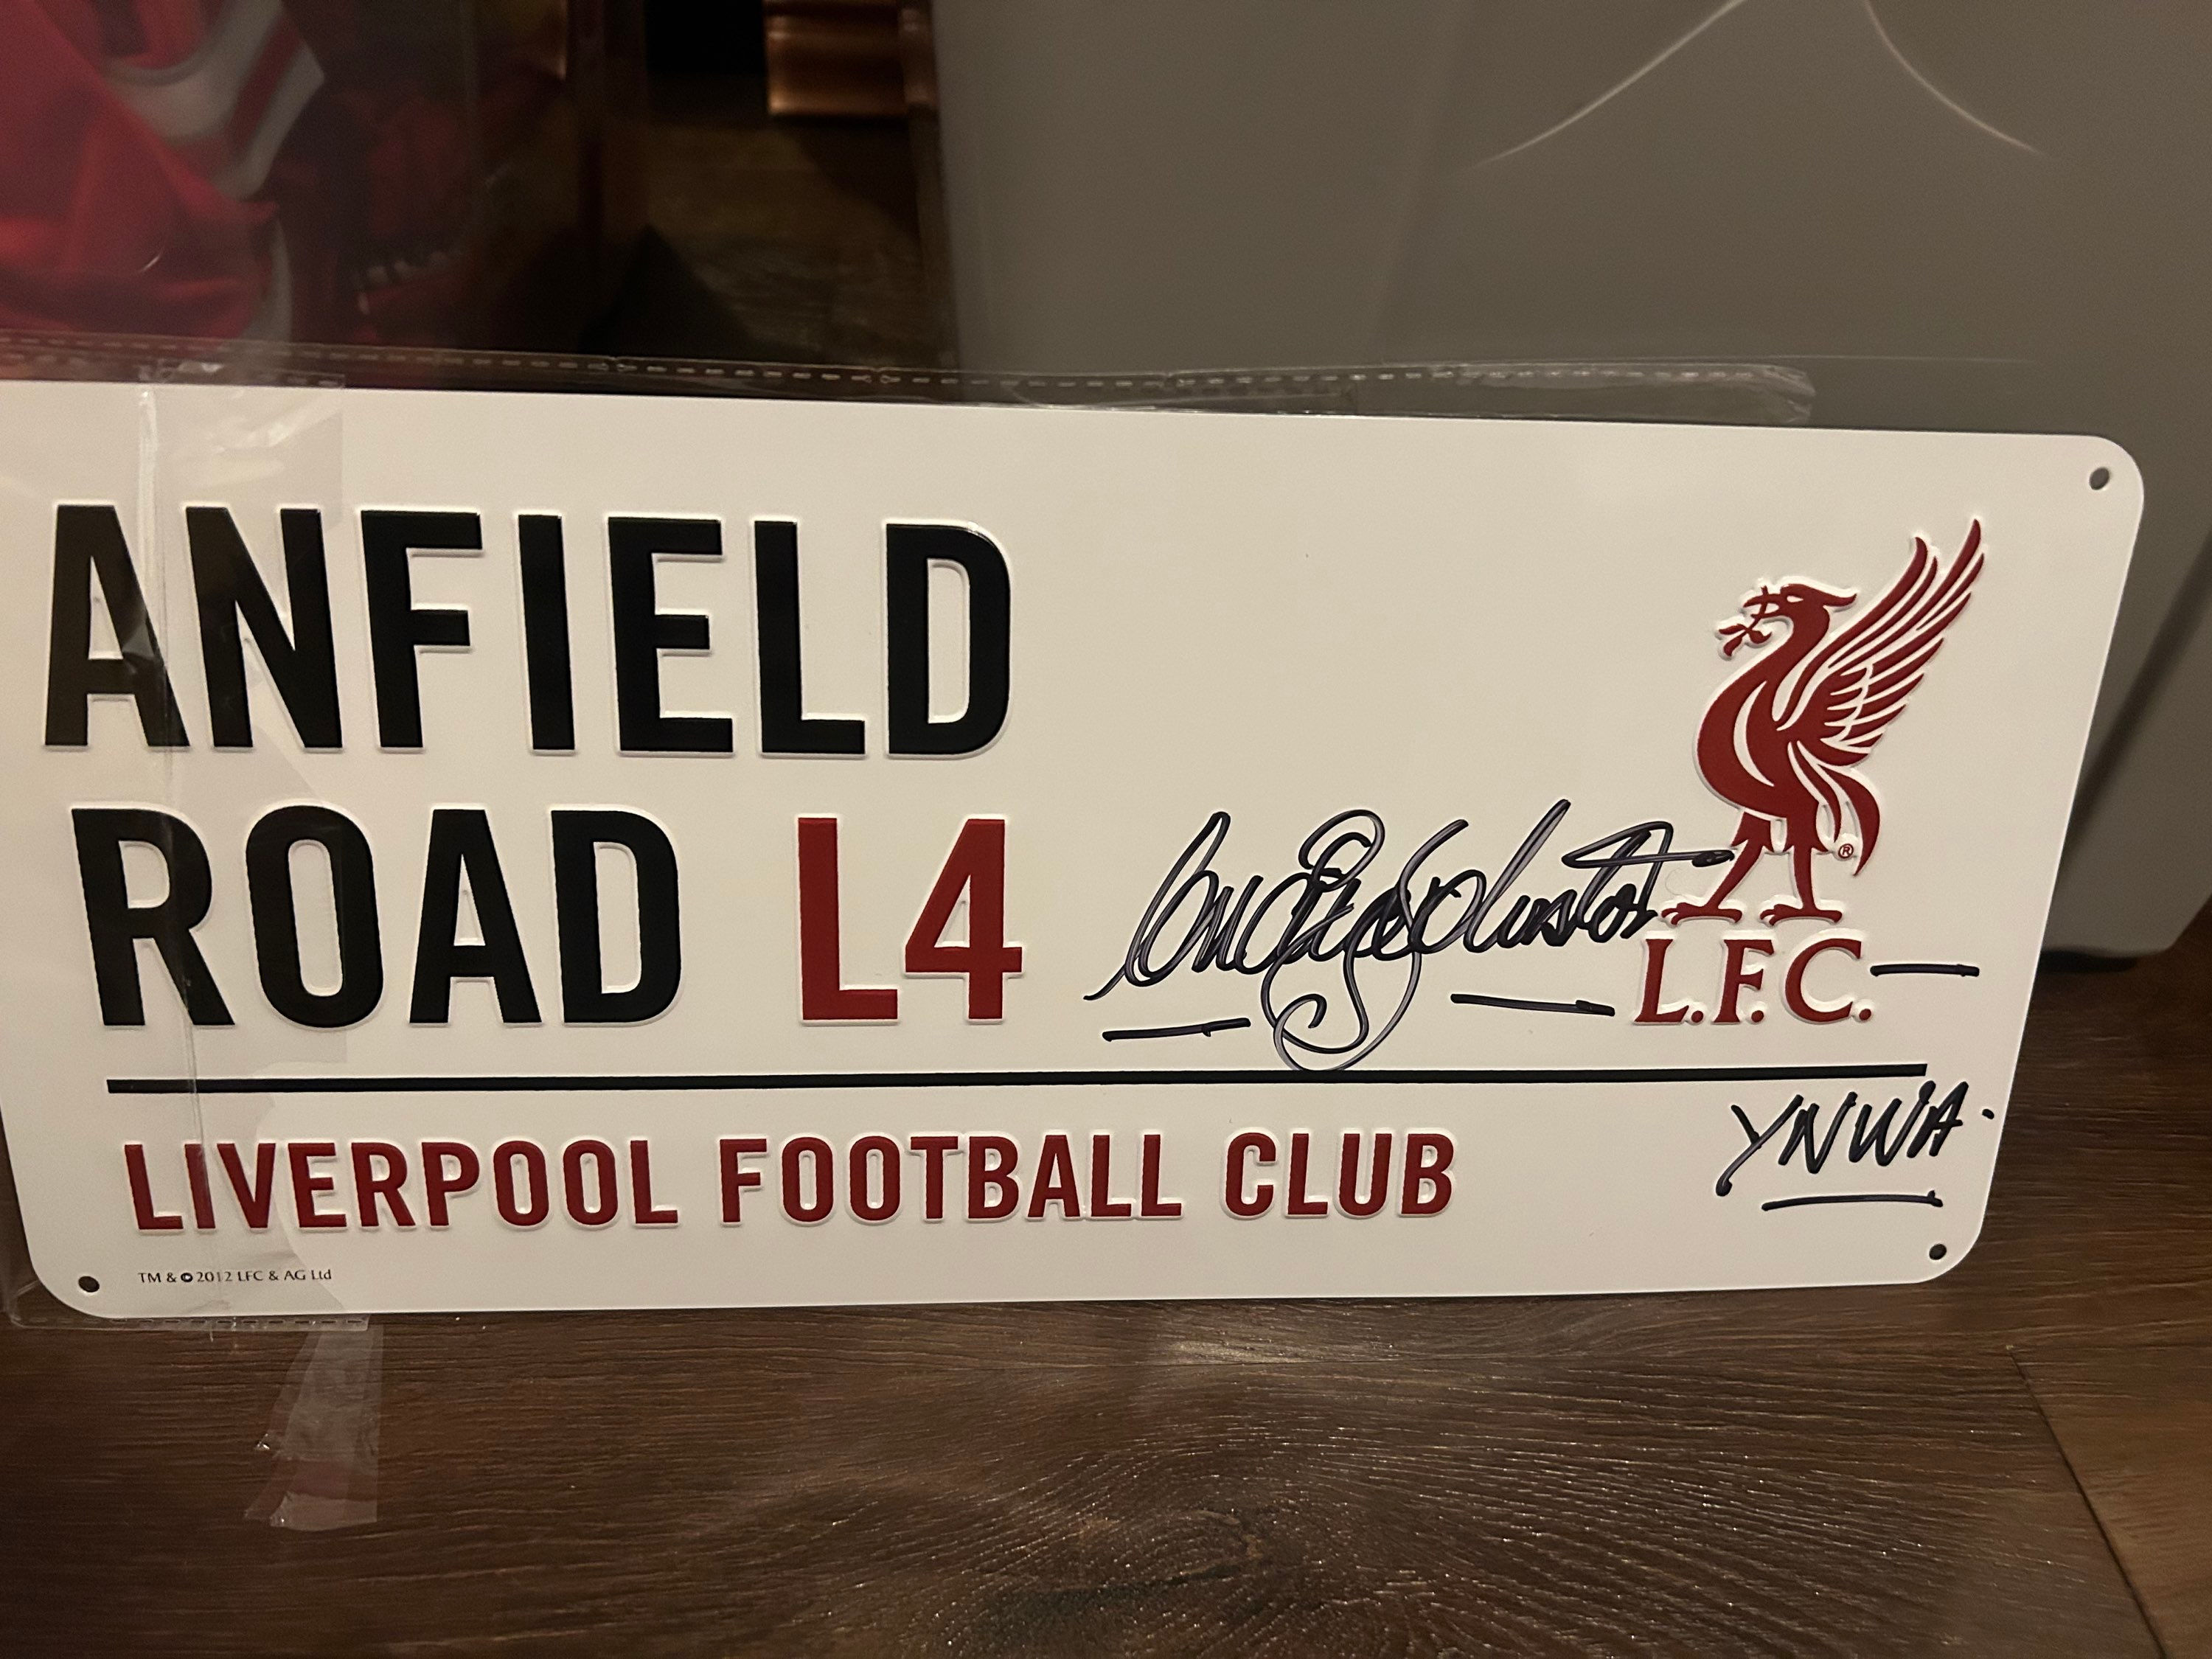 ANFIELD
ROAD L4
®
L.F.C.
YNWA.
LIVERPOOL FOOTBALL CLUB
TM & © 2012 LFC & AG Ltd